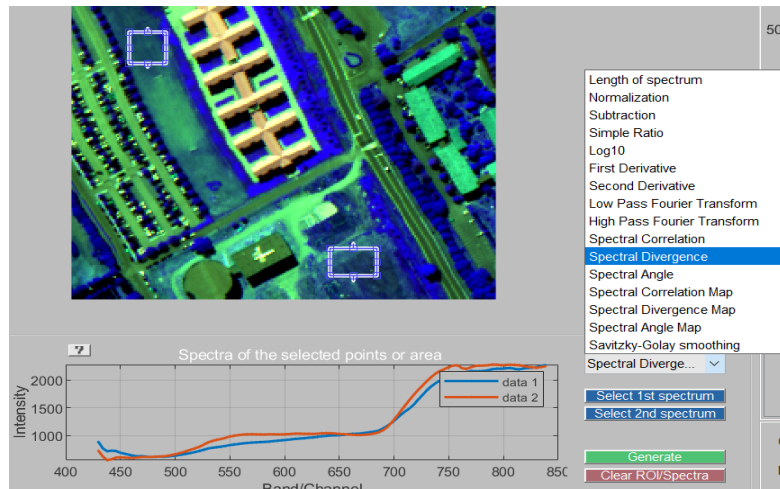 50
Length of spectrum
Normalization
Subtraction
Simple Ratio
Log10
First Derivative
Second Derivative
Low Pass Fourier Transform
High Pass Fourier Transform
Spectral Correlation
Spectral Divergence
Spectral Angle
Spectral Correlation Map
Spectral Divergence Map
Spectral Angle Map
Savitzky-Golay smoothing
Spectral Diverge...
?
Spectra of the selected points or area
Intensity
2000
1500
1000
data 1
data 2
400 450 500 550 600 650 700 750 800 850
Band/Channel
Select 1st spectrum
Select 2nd spectrum
Generate
Clear ROI/Spectra